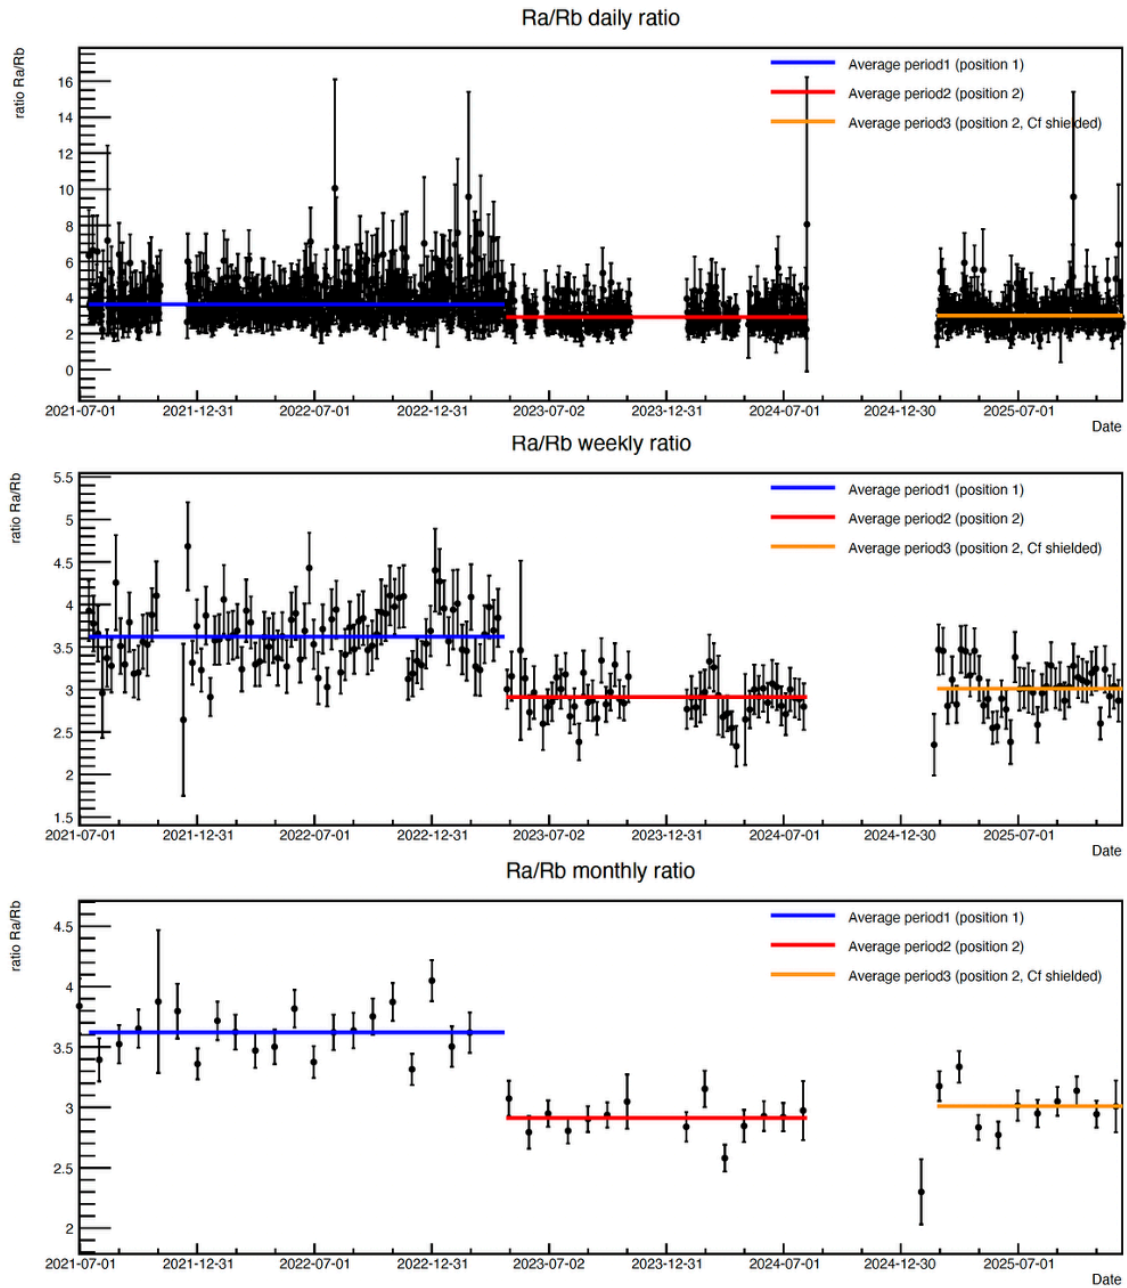 Ra/Rb daily ratio
ratio Ra/Rb
Average period1 (position 1)
Average period2 (position 2)
Average period3 (position 2, Cf shielded)
16
14
12
10
8
6
4
2
0
2021-07-01 2021-12-31 2022-07-01 2022-12-31 2023-07-02 2023-12-31 2024-07-01 2024-12-30 2025-07-01
Date
Ra/Rb weekly ratio
ratio Ra/Rb
Average period1 (position 1)
Average period2 (position 2)
Average period3 (position 2, Cf shielded)
5.5
5
4.5
4
3.5
3
2.5
2
1.5
2021-07-01 2021-12-31 2022-07-01 2022-12-31 2023-07-02 2023-12-31 2024-07-01 2024-12-30 2025-07-01
Date
Ra/Rb monthly ratio
ratio Ra/Rb
Average period1 (position 1)
Average period2 (position 2)
Average period3 (position 2, Cf shielded)
4.5
4
3.5
3
2.5
2
2021-07-01 2021-12-31 2022-07-01 2022-12-31 2023-07-02 2023-12-31 2024-07-01 2024-12-30 2025-07-01
Date